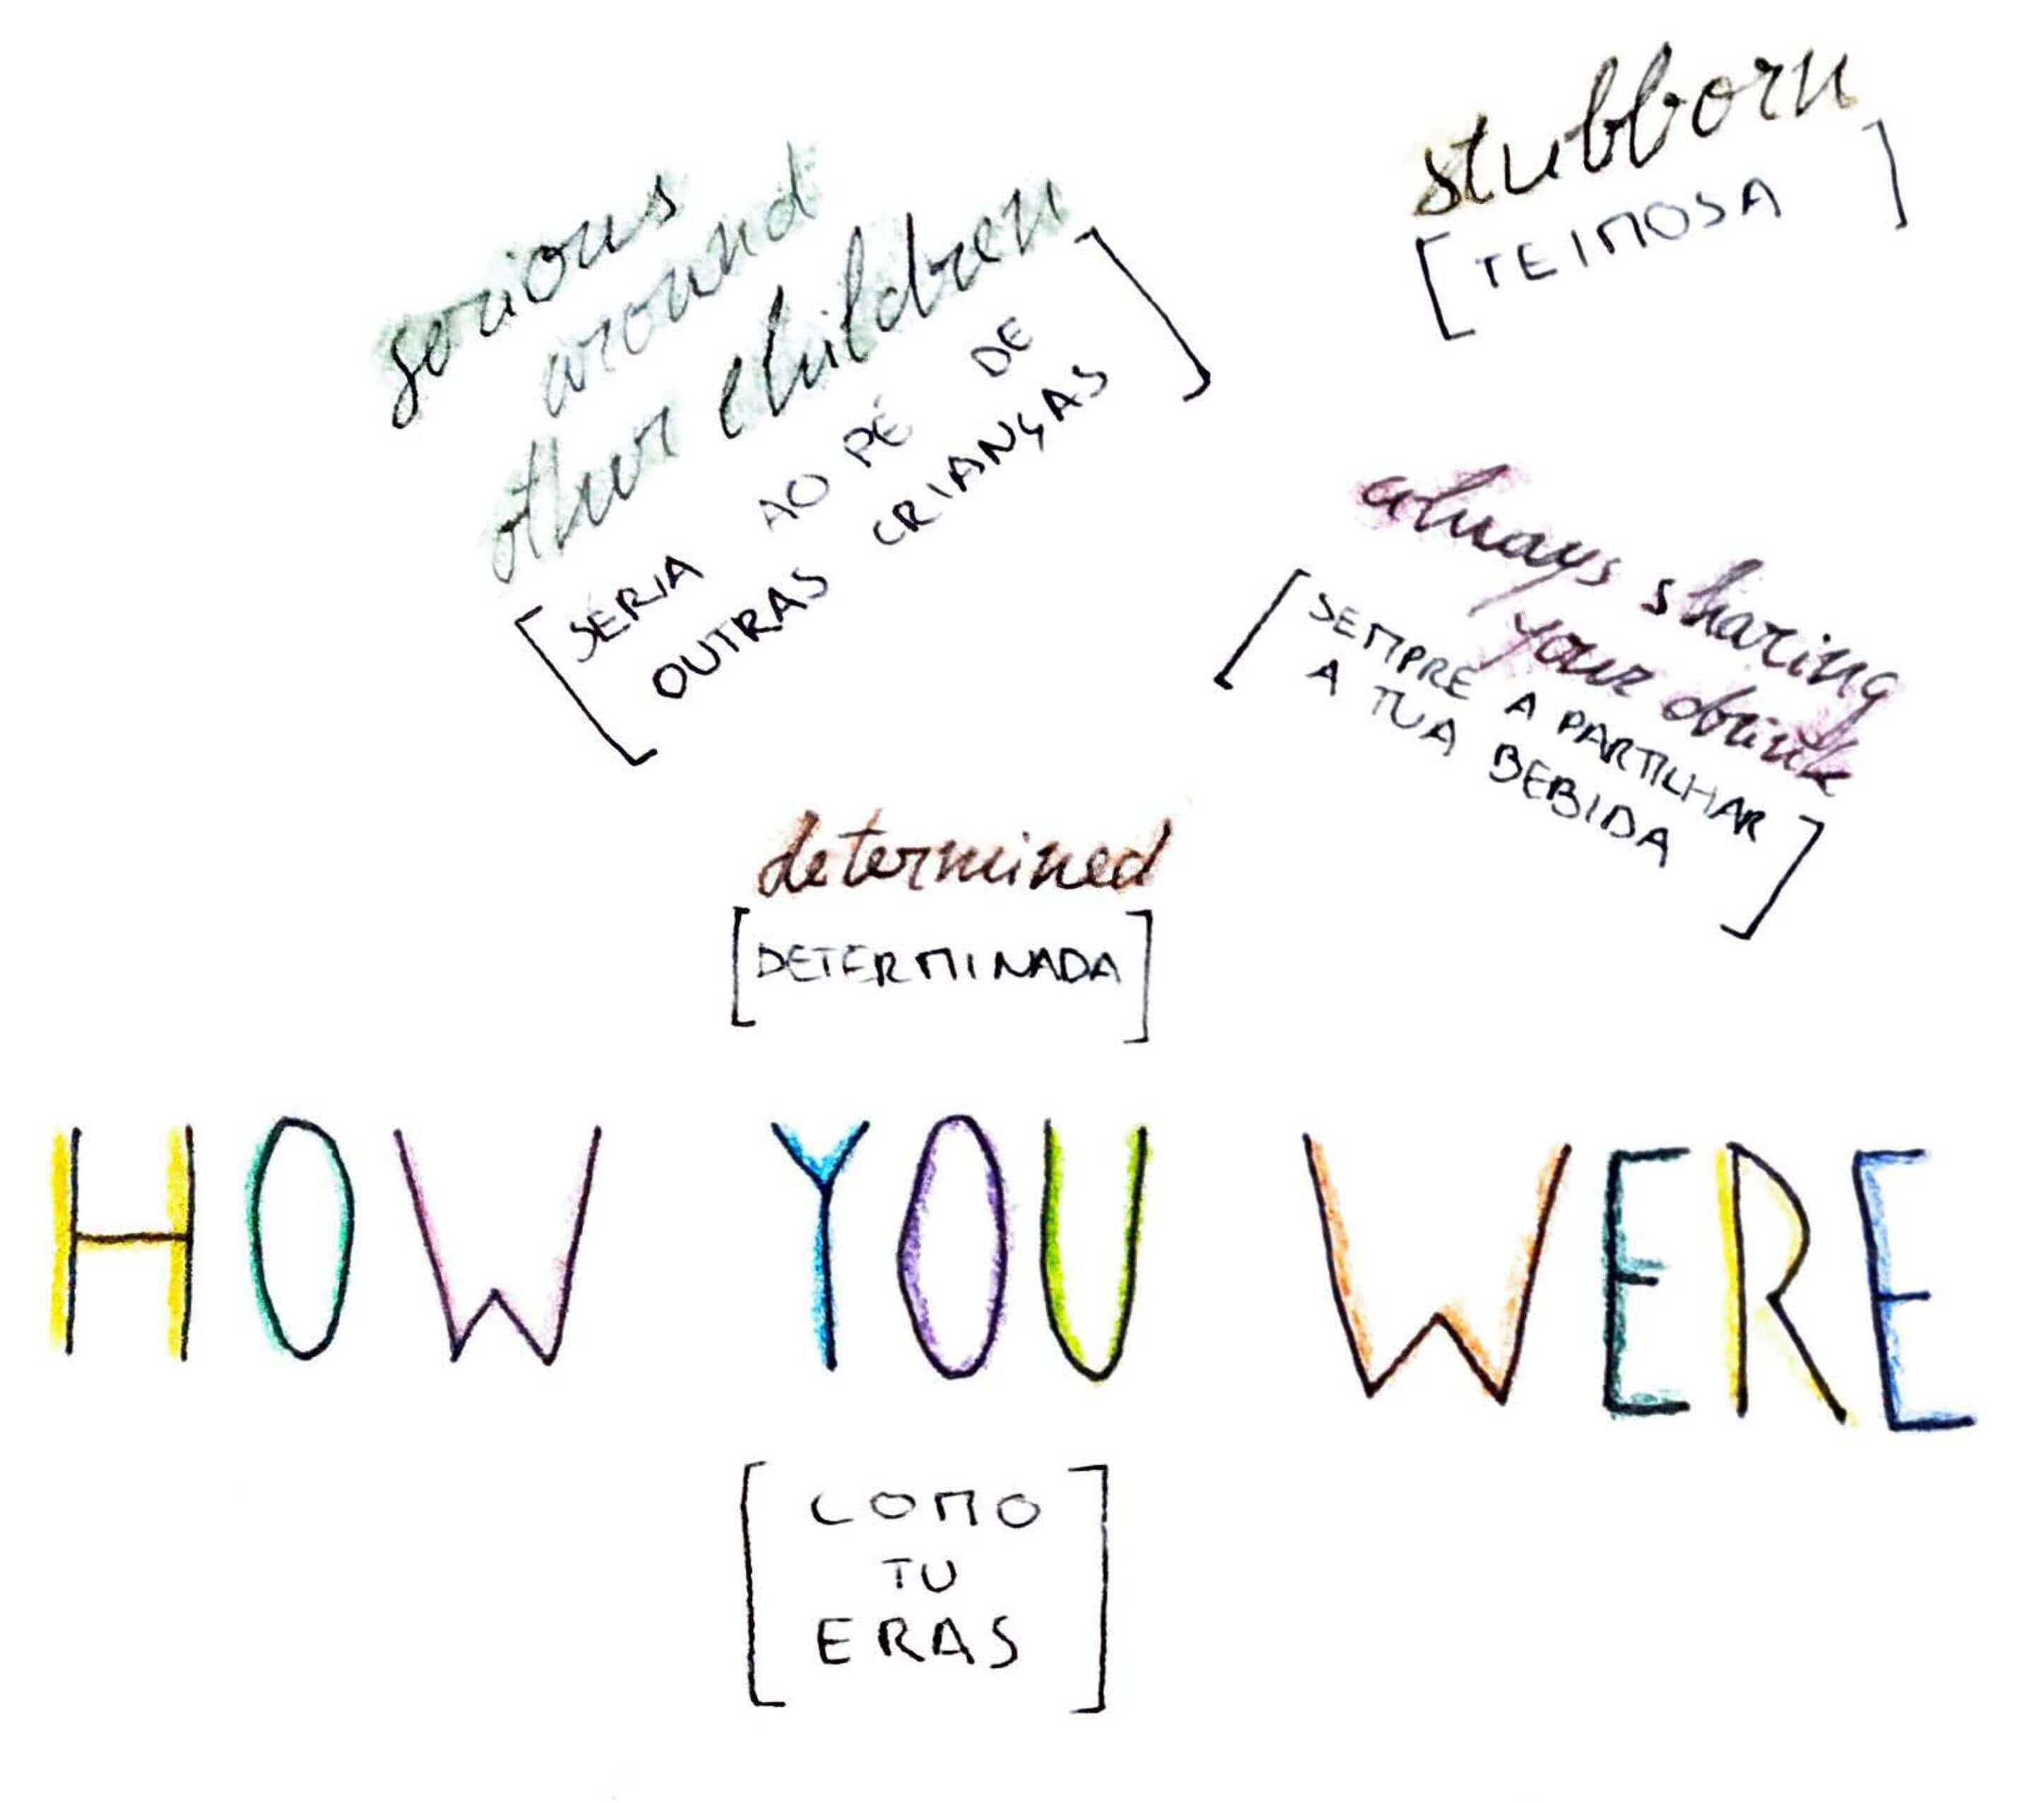 stubborn
[TEIMOSA]
serious
around
other children
[SÉRIA AO PÉ DE
OUTRAS CRIANÇAS]
always sharing
your drink
[SEMPRE A PARTILHAR
A TUA BEBIDA]
determined
[DETERMINADA]
HOW YOU WERE
[COMO
TU
ERAS]